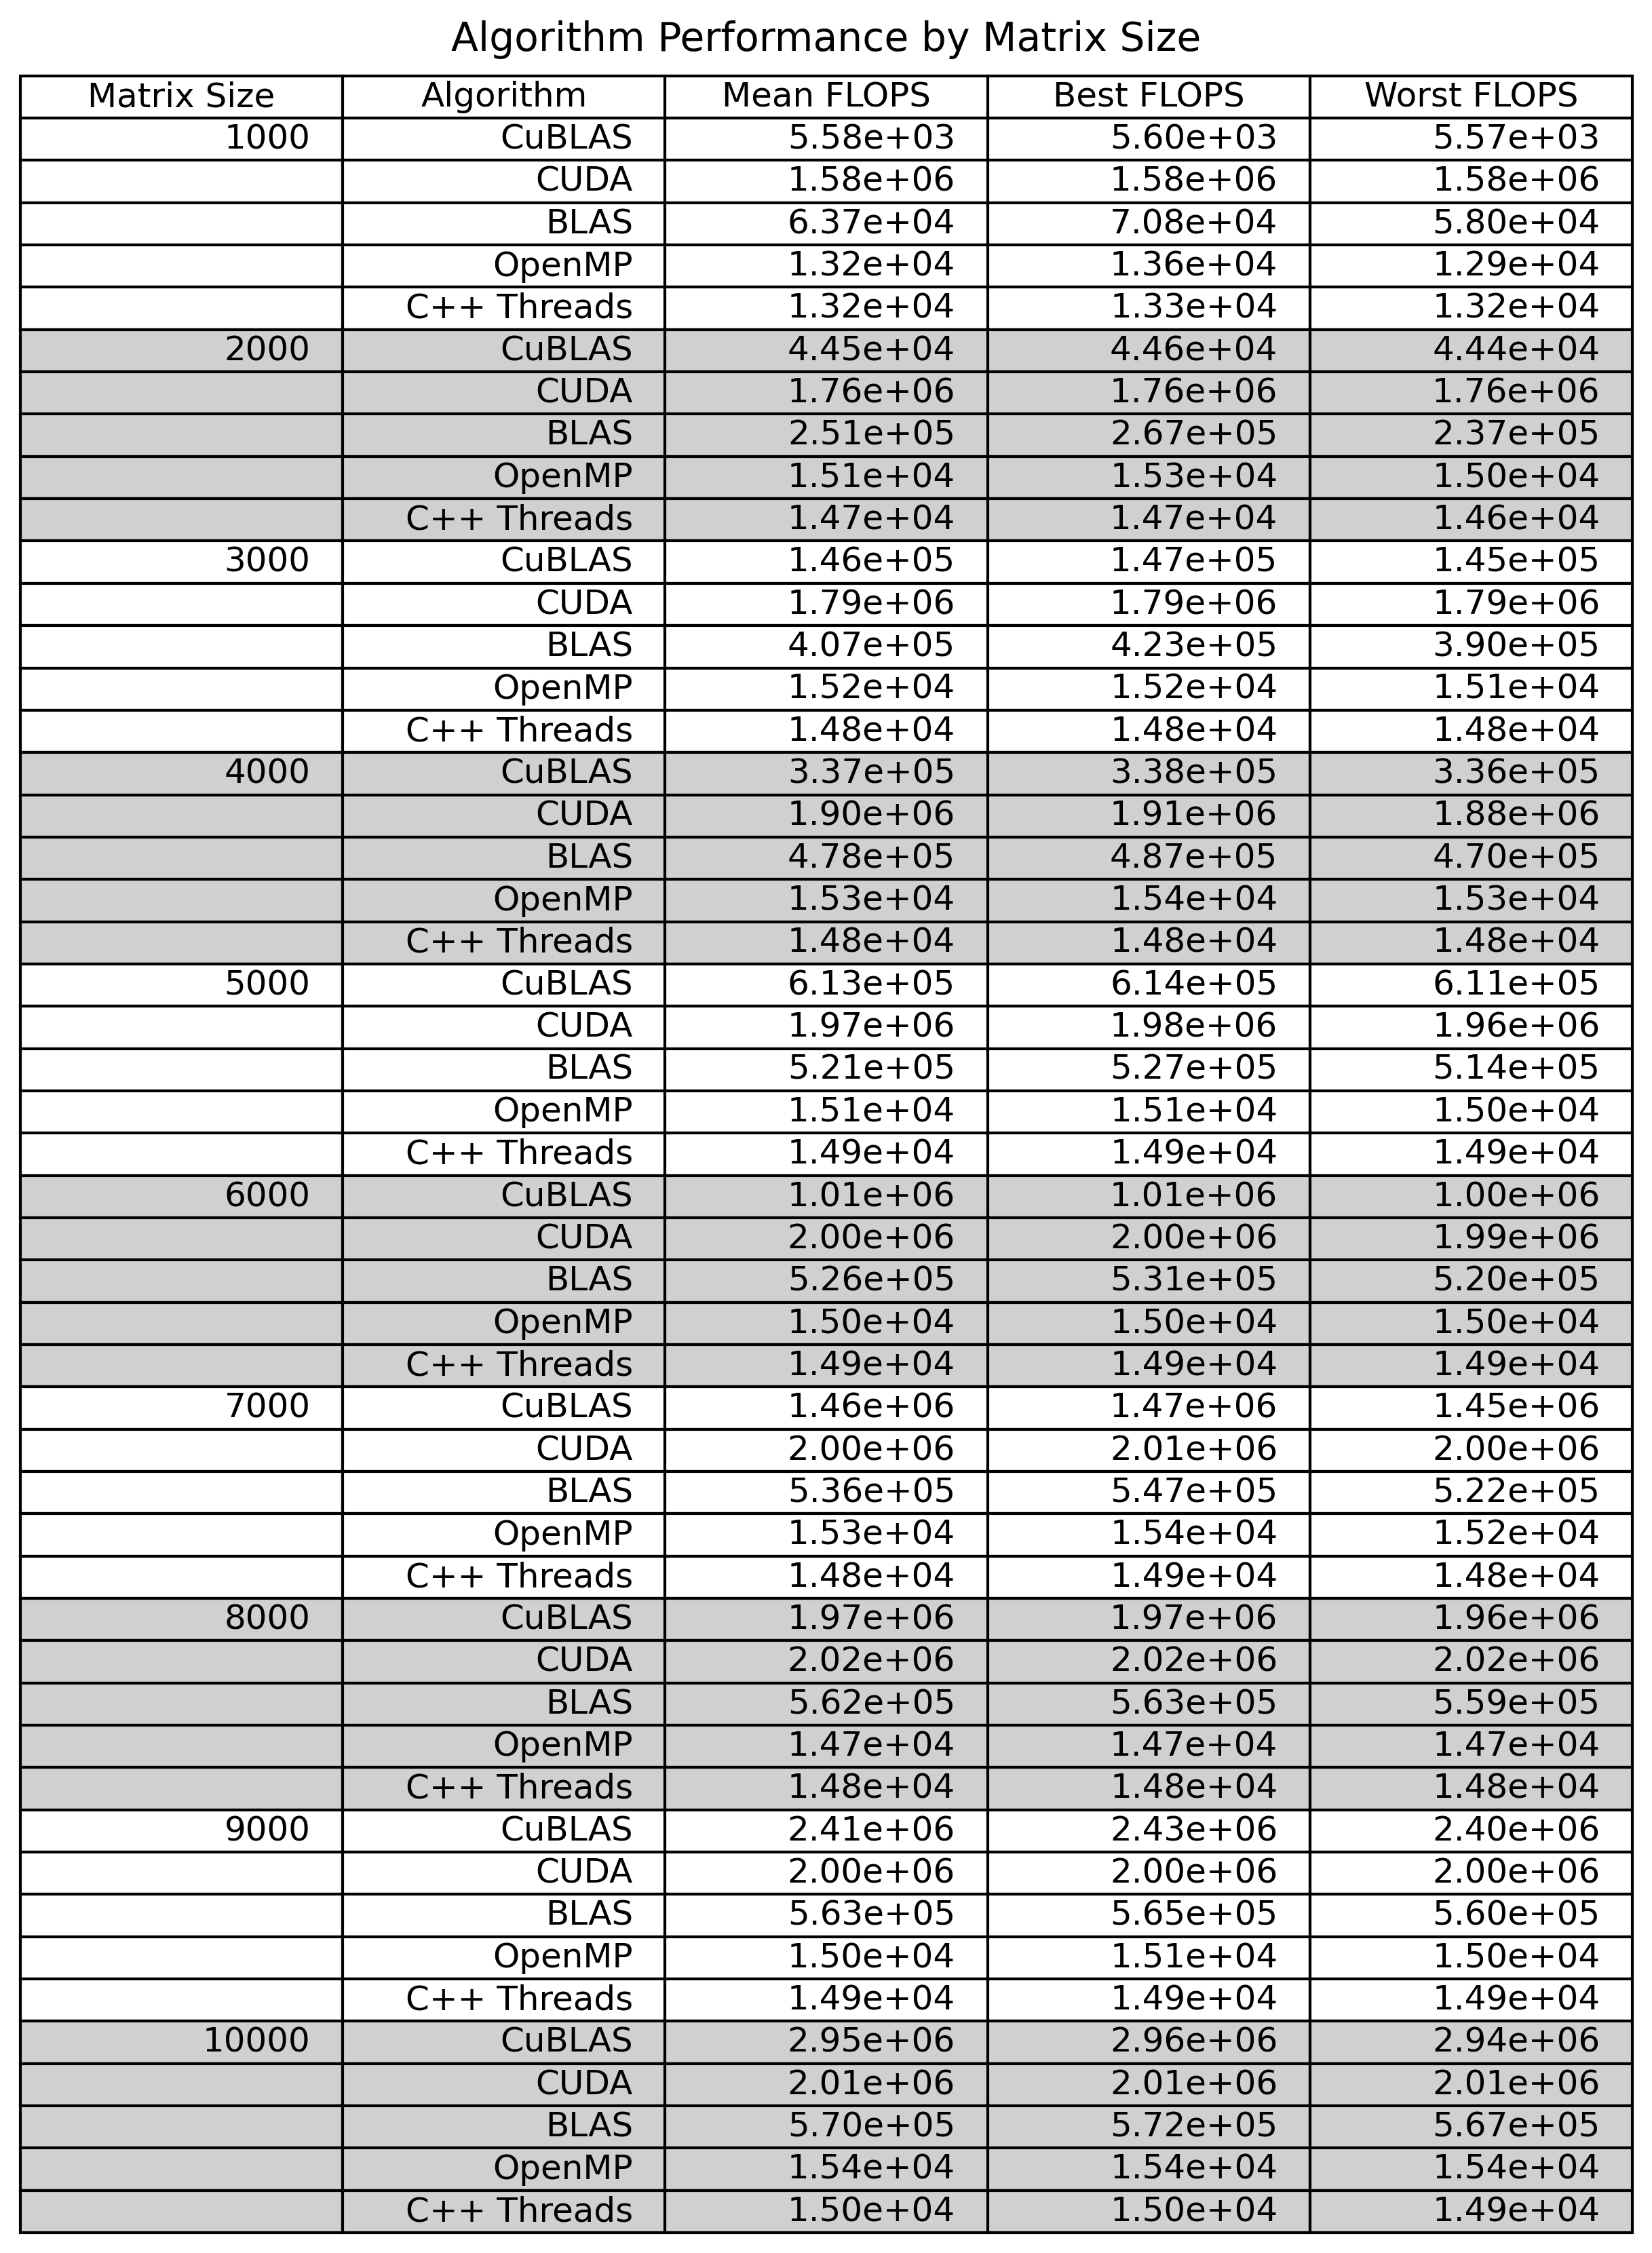 Algorithm Performance by Matrix Size
Matrix Size Algorithm Mean FLOPS Best FLOPS Worst FLOPS
1000 CuBLAS 5.58e+03 5.60e+03 5.57e+03
CUDA 1.58e+06 1.58e+06 1.58e+06
BLAS 6.37e+04 7.08e+04 5.80e+04
OpenMP 1.32e+04 1.36e+04 1.29e+04
C++ Threads 1.32e+04 1.33e+04 1.32e+04
2000 CuBLAS 4.45e+04 4.46e+04 4.44e+04
CUDA 1.76e+06 1.76e+06 1.76e+06
BLAS 2.51e+05 2.67e+05 2.37e+05
OpenMP 1.51e+04 1.53e+04 1.50e+04
C++ Threads 1.47e+04 1.47e+04 1.46e+04
3000 CuBLAS 1.46e+05 1.47e+05 1.45e+05
CUDA 1.79e+06 1.79e+06 1.79e+06
BLAS 4.07e+05 4.23e+05 3.90e+05
OpenMP 1.52e+04 1.52e+04 1.51e+04
C++ Threads 1.48e+04 1.48e+04 1.48e+04
4000 CuBLAS 3.37e+05 3.38e+05 3.36e+05
CUDA 1.90e+06 1.91e+06 1.88e+06
BLAS 4.78e+05 4.87e+05 4.70e+05
OpenMP 1.53e+04 1.54e+04 1.53e+04
C++ Threads 1.48e+04 1.48e+04 1.48e+04
5000 CuBLAS 6.13e+05 6.14e+05 6.11e+05
CUDA 1.97e+06 1.98e+06 1.96e+06
BLAS 5.21e+05 5.27e+05 5.14e+05
OpenMP 1.51e+04 1.51e+04 1.50e+04
C++ Threads 1.49e+04 1.49e+04 1.49e+04
6000 CuBLAS 1.01e+06 1.01e+06 1.00e+06
CUDA 2.00e+06 2.00e+06 1.99e+06
BLAS 5.26e+05 5.31e+05 5.20e+05
OpenMP 1.50e+04 1.50e+04 1.50e+04
C++ Threads 1.49e+04 1.49e+04 1.49e+04
7000 CuBLAS 1.46e+06 1.47e+06 1.45e+06
CUDA 2.00e+06 2.01e+06 2.00e+06
BLAS 5.36e+05 5.47e+05 5.22e+05
OpenMP 1.53e+04 1.54e+04 1.52e+04
C++ Threads 1.48e+04 1.49e+04 1.48e+04
8000 CuBLAS 1.97e+06 1.97e+06 1.96e+06
CUDA 2.02e+06 2.02e+06 2.02e+06
BLAS 5.62e+05 5.63e+05 5.59e+05
OpenMP 1.47e+04 1.47e+04 1.47e+04
C++ Threads 1.48e+04 1.48e+04 1.48e+04
9000 CuBLAS 2.41e+06 2.43e+06 2.40e+06
CUDA 2.00e+06 2.00e+06 2.00e+06
BLAS 5.63e+05 5.65e+05 5.60e+05
OpenMP 1.50e+04 1.51e+04 1.50e+04
C++ Threads 1.49e+04 1.49e+04 1.49e+04
10000 CuBLAS 2.95e+06 2.96e+06 2.94e+06
CUDA 2.01e+06 2.01e+06 2.01e+06
BLAS 5.70e+05 5.72e+05 5.67e+05
OpenMP 1.54e+04 1.54e+04 1.54e+04
C++ Threads 1.50e+04 1.50e+04 1.49e+04